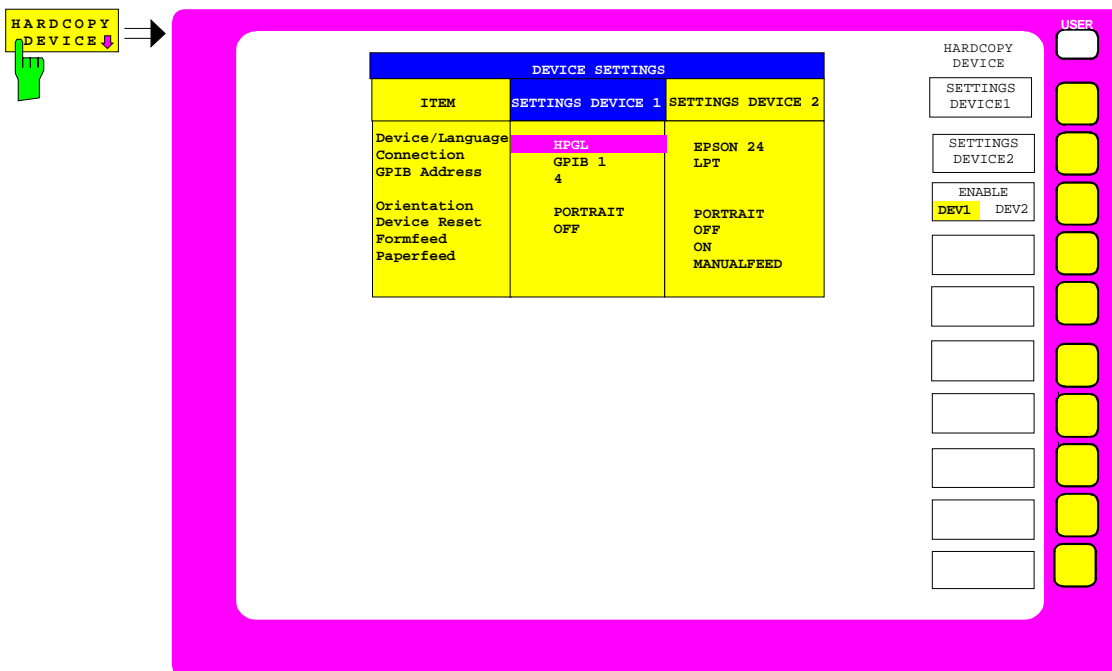 HARDCOPY
DEVICE
USER
HARDCOPY
DEVICE
SETTINGS
DEVICE1
SETTINGS
DEVICE2
ENABLE
DEV1 DEV2
DEVICE SETTINGS
ITEM SETTINGS DEVICE 1 SETTINGS DEVICE 2
Device/Language HPGL EPSON 24
Connection GPIB 1 LPT
GPIB Address 4
Orientation PORTRAIT PORTRAIT
Device Reset OFF OFF
Formfeed ON
Paperfeed MANUALFEED